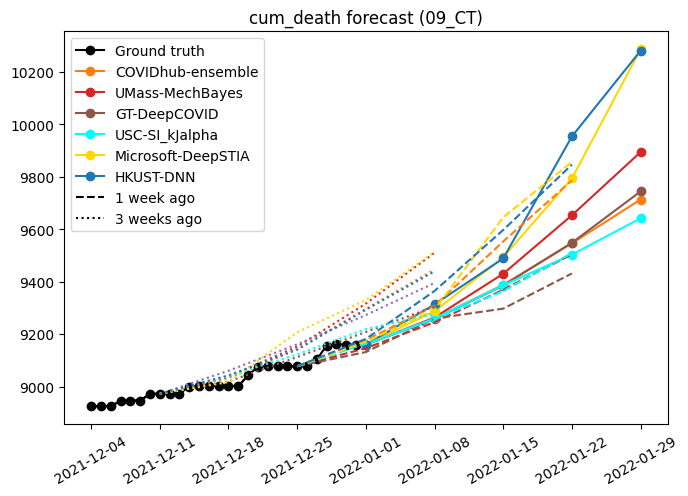 cum_death forecast (09_CT)
Ground truth
COVIDhub-ensemble
UMass-MechBayes
GT-DeepCOVID
USC-SI_kJalpha
Microsoft-DeepSTIA
HKUST-DNN
1 week ago
3 weeks ago
10200
10000
9800
9600
9400
9200
9000
2021-12-04
2021-12-11
2021-12-18
2021-12-25
2022-01-01
2022-01-08
2022-01-15
2022-01-22
2022-01-29